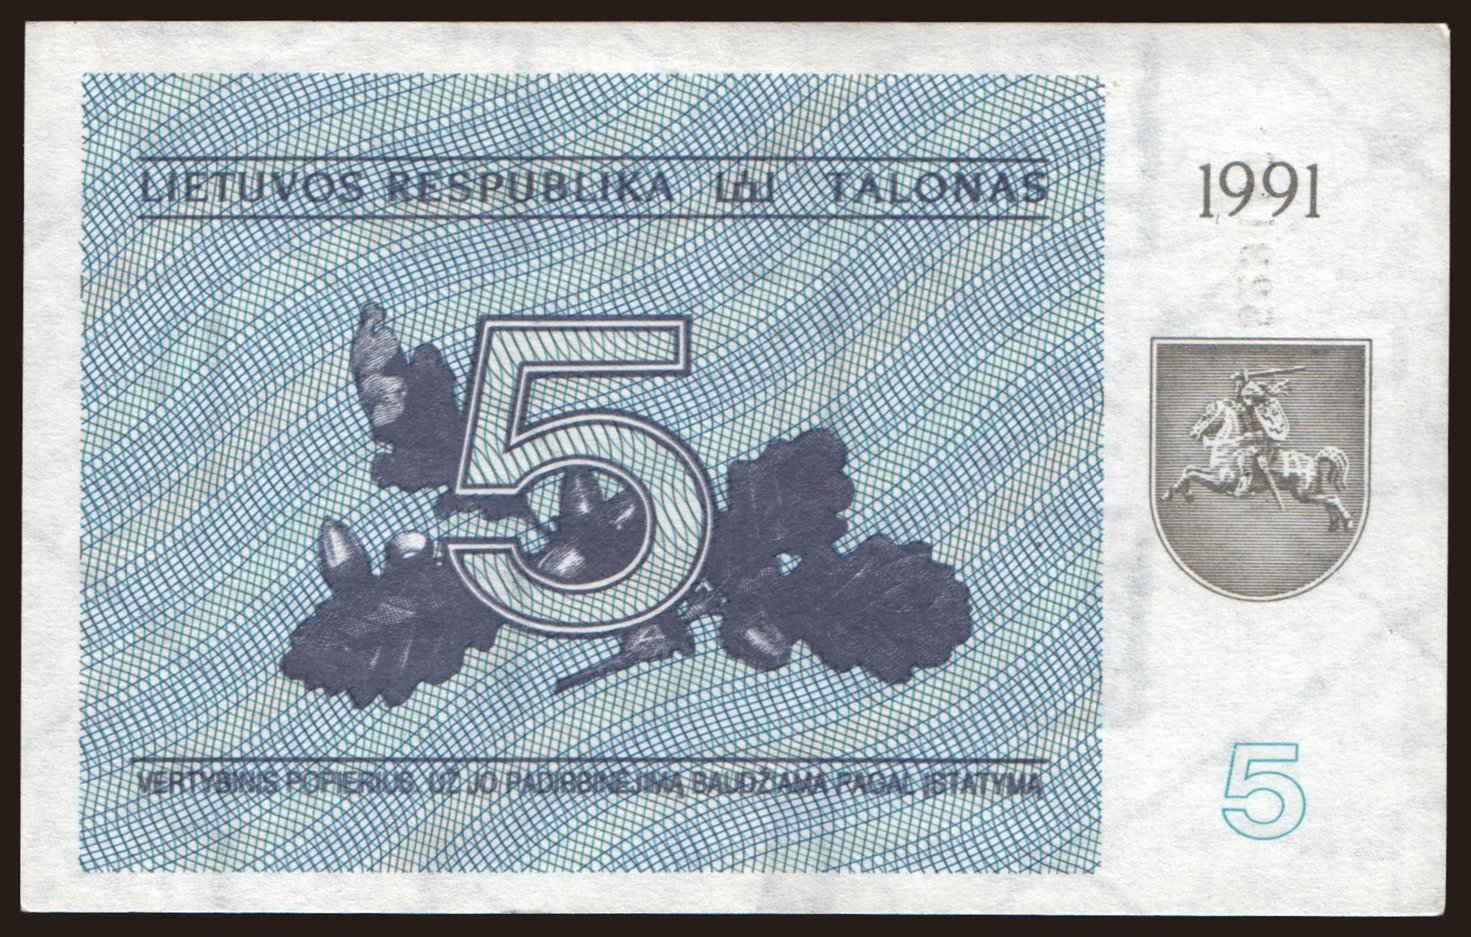 LIETUVOS RESPUBLIKA TALONAS
1991
5
VERTYBINIS POPIERIUS. UŽ JO PADIRBINĖJIMĄ BAUDŽIAMA PAGAL ĮSTATYMĄ
5